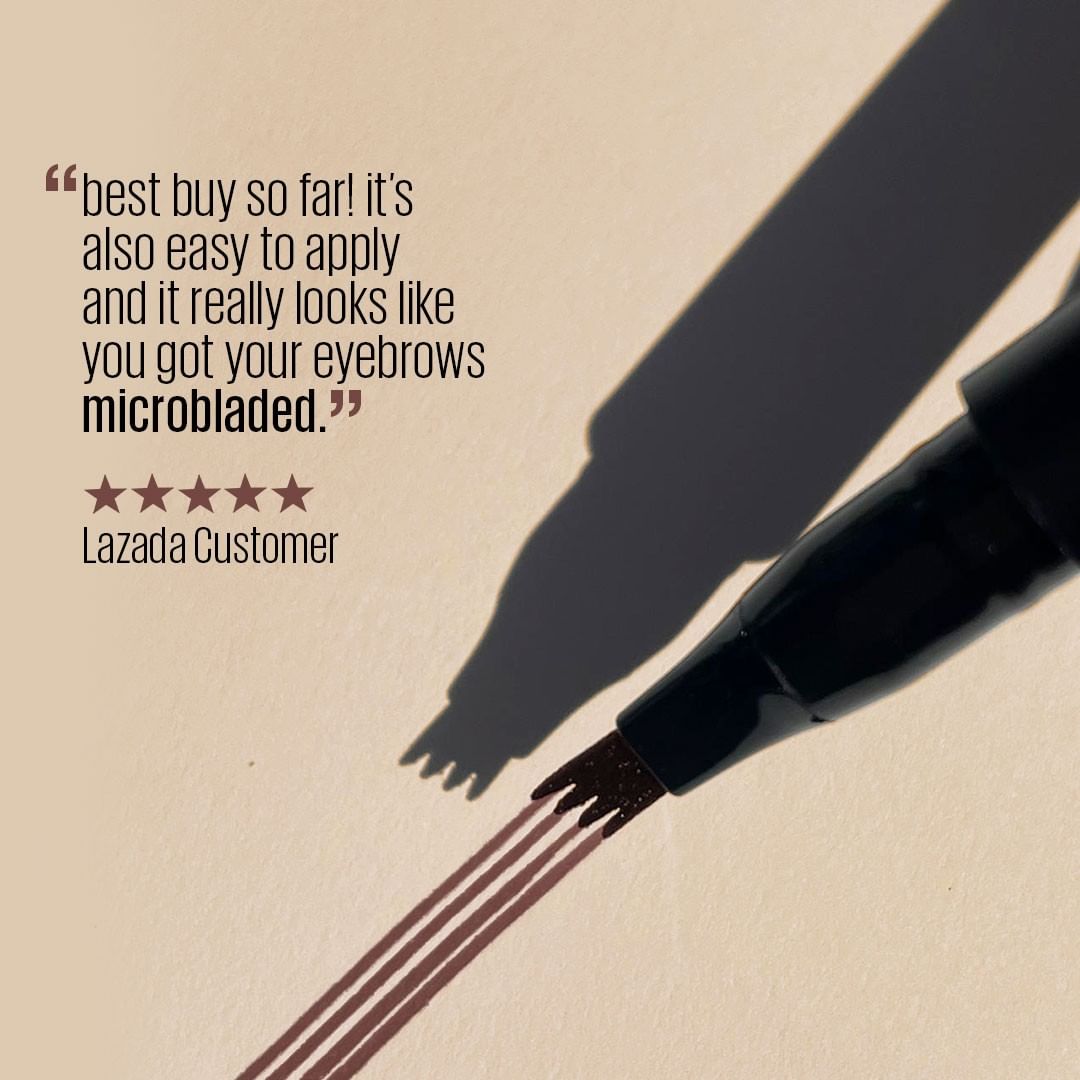 “best buy so far! it's
also easy to apply
and it really looks like
you got your eyebrows
microbladed.”
★★★★★
Lazada Customer